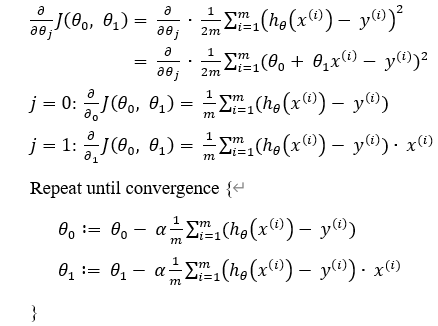 ∂/∂θⱼ J(θ₀, θ₁) = ∂/∂θⱼ · 1/2m ∑ᵢ₌₁ᵐ(h_θ(x⁽ⁱ⁾) − y⁽ⁱ⁾)²
= ∂/∂θⱼ · 1/2m ∑ᵢ₌₁ᵐ(θ₀ + θ₁x⁽ⁱ⁾ − y⁽ⁱ⁾)²
j = 0: ∂/∂₀ J(θ₀, θ₁) = 1/m ∑ᵢ₌₁ᵐ(h_θ(x⁽ⁱ⁾) − y⁽ⁱ⁾)
j = 1: ∂/∂₁ J(θ₀, θ₁) = 1/m ∑ᵢ₌₁ᵐ(h_θ(x⁽ⁱ⁾) − y⁽ⁱ⁾) · x⁽ⁱ⁾
Repeat until convergence {↵
θ₀ := θ₀ − α 1/m ∑ᵢ₌₁ᵐ(h_θ(x⁽ⁱ⁾) − y⁽ⁱ⁾)
θ₁ := θ₁ − α 1/m ∑ᵢ₌₁ᵐ(h_θ(x⁽ⁱ⁾) − y⁽ⁱ⁾) · x⁽ⁱ⁾
}